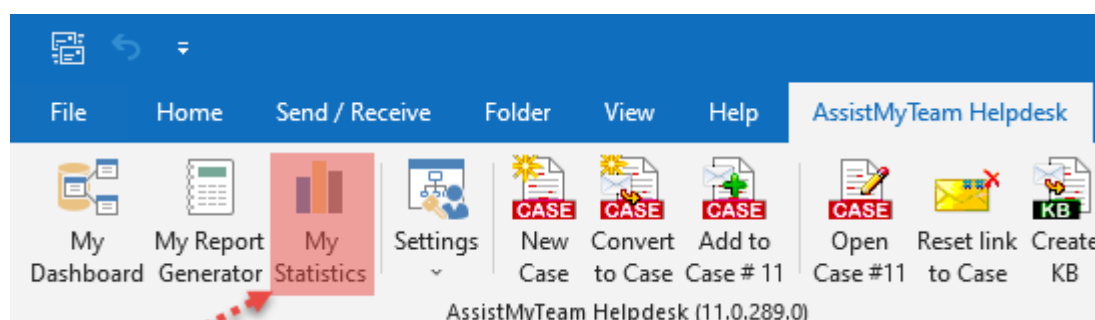 File Home Send / Receive Folder View Help AssistMyTeam Helpdesk
CASE CASE CASE CASE KB
My My Report My Settings New Convert Add to Open Reset link Create
Dashboard Generator Statistics Case to Case Case # 11 Case #11 to Case KB
AssistMyTeam Helpdesk (11.0.289.0)